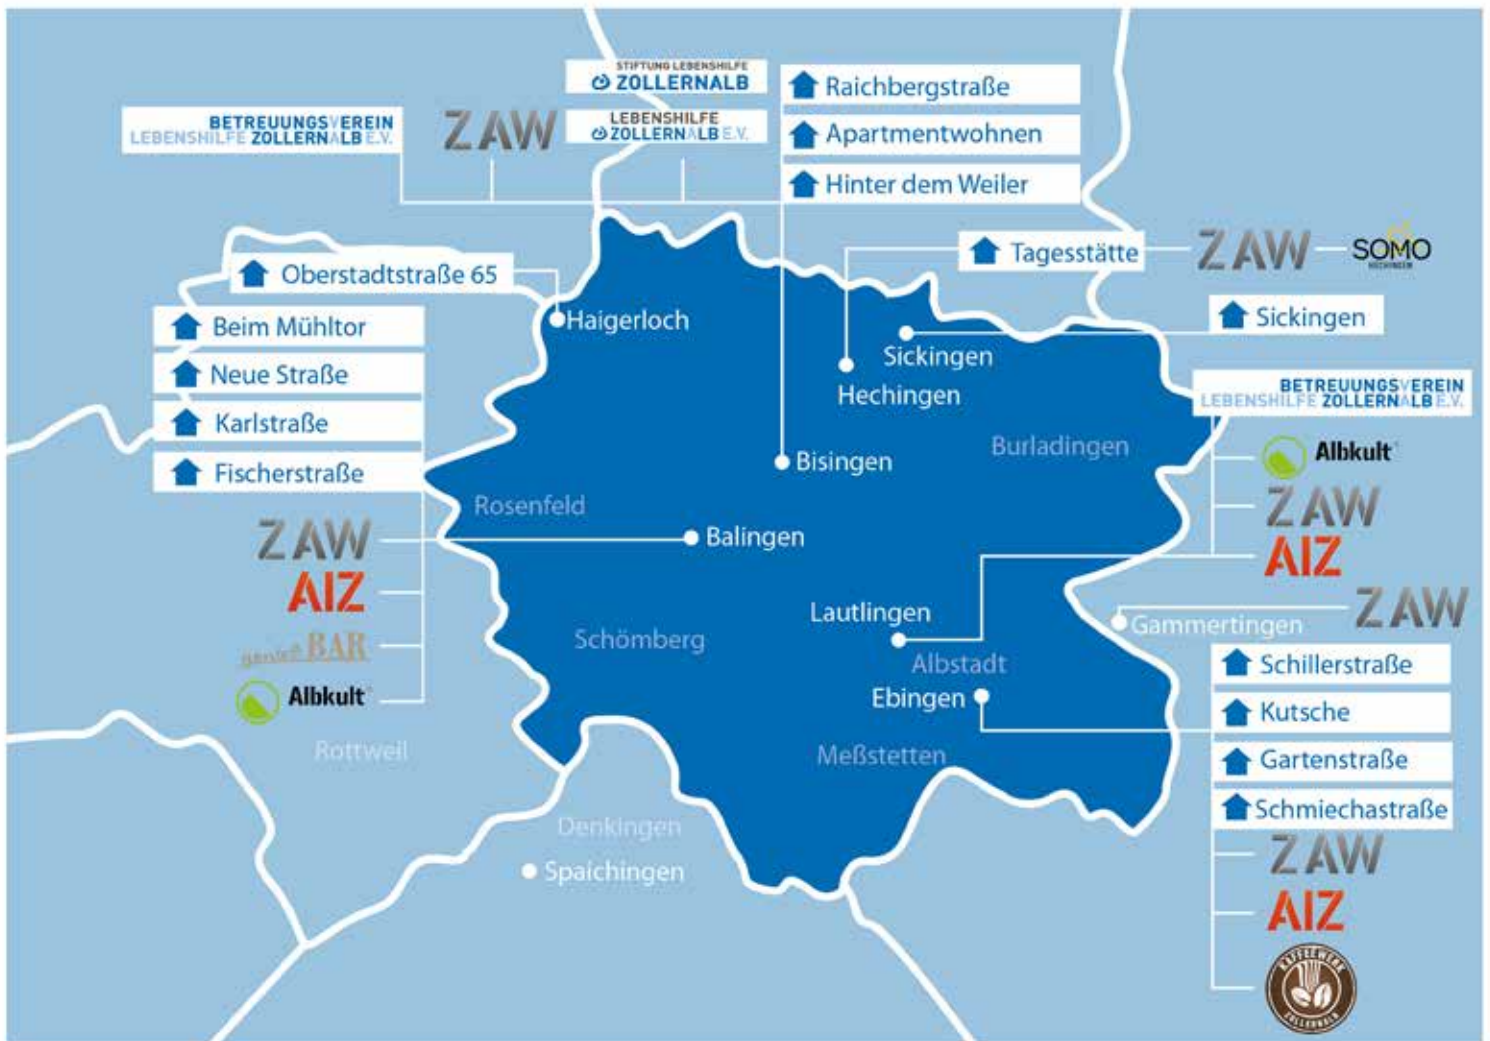 STIFTUNG LEBENSHILFE
ZOLLERNALB
BETREUUNGSVEREIN
LEBENSHILFE ZOLLERNALB E.V.
ZAW
LEBENSHILFE
ZOLLERNALB E.V.
Raichbergstraße
Apartmentwohnen
Hinter dem Weiler
Tagesstätte
ZAW
SOMO
HECHINGEN
Oberstadtstraße 65
Haigerloch
Sickingen
Beim Mühltor
Neue Straße
Karlstraße
Fischerstraße
Sickingen
Hechingen
BETREUUNGSVEREIN
LEBENSHILFE ZOLLERNALB E.V.
Burladingen
Albkult
Bisingen
Rosenfeld
ZAW
ZAW
Balingen
AIZ
AIZ
BAR
Albkult
Lautlingen
Gammertingen
ZAW
Schömberg
Albstadt
Ebingen
Schillerstraße
Kutsche
Gartenstraße
Schmiechastraße
Rottweil
Meßstetten
Denkingen
Spaichingen
ZAW
AIZ
KAFFEEWERK
ZOLLERNALB